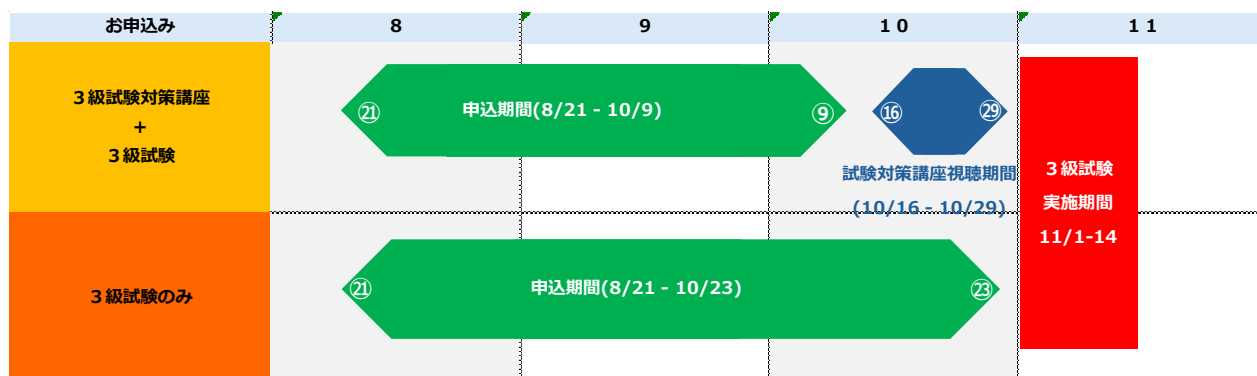 お申込み
8
9
10
11
３級試験対策講座
+
３級試験
㉑
申込期間(8/21 - 10/9)
⑨
⑯
㉙
試験対策講座視聴期間
(10/16 - 10/29)
３級試験
実施期間
11/1-14
３級試験のみ
㉑
申込期間(8/21 - 10/23)
㉓